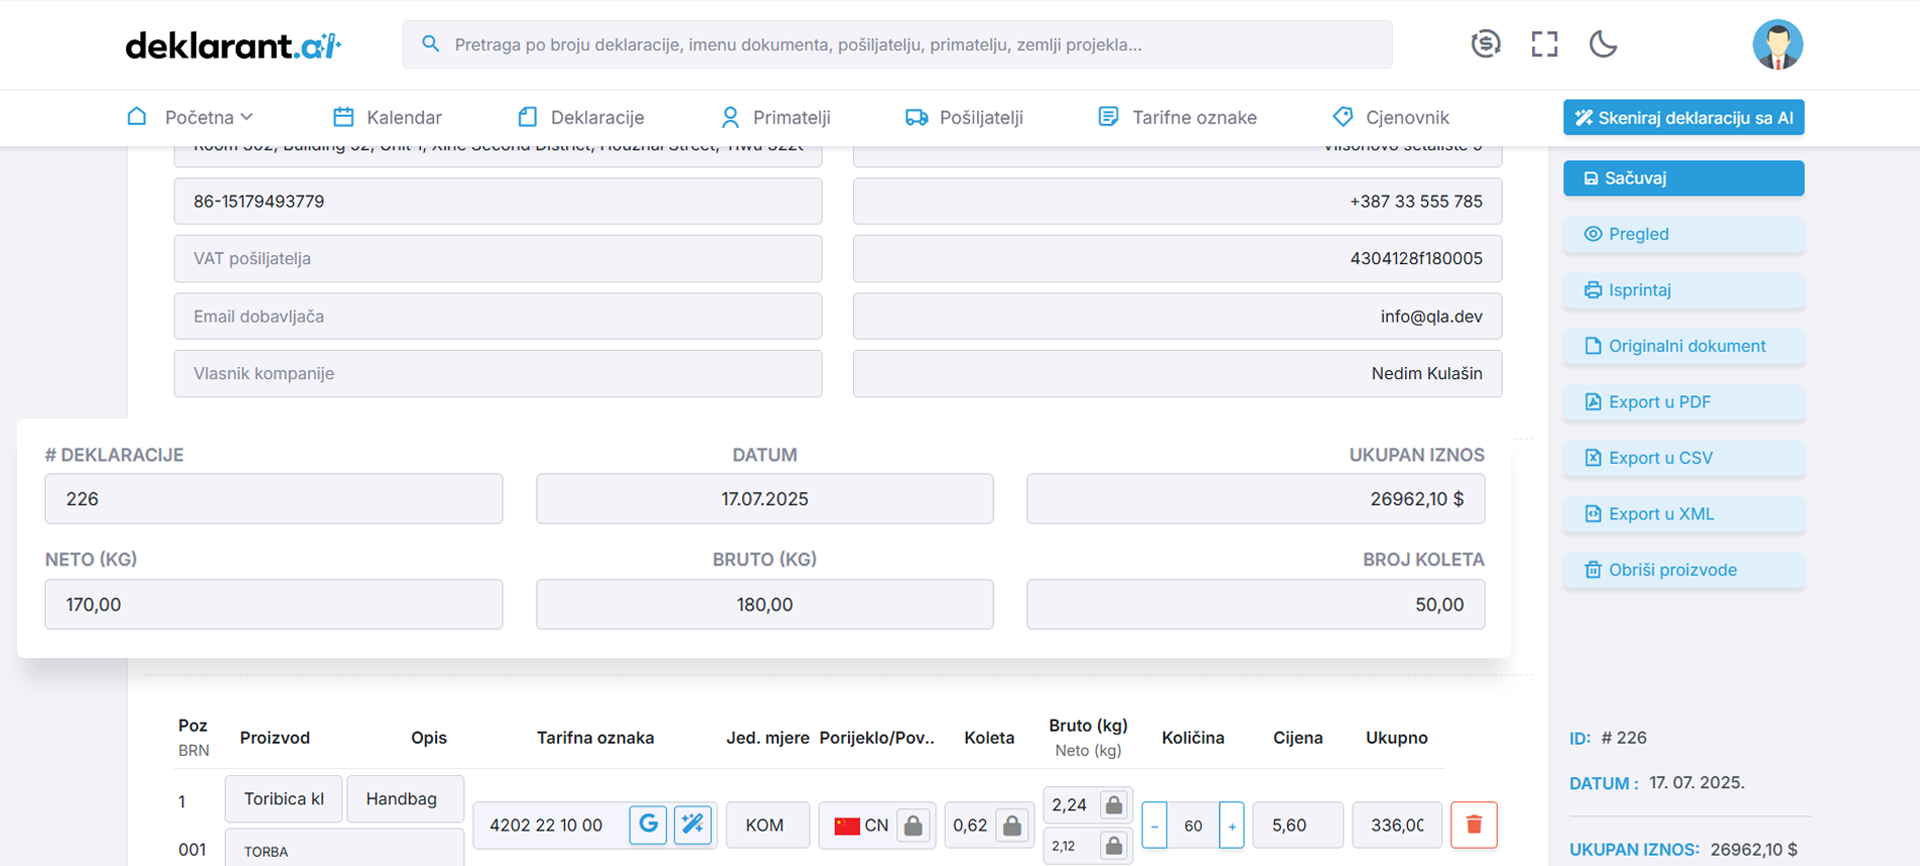 deklarant.ai
Pretraga po broju deklaracije, imenu dokumenta, pošiljatelju, primatelju, zemlji projekla...
Početna
Kalendar
Deklaracije
Primatelji
Pošiljatelji
Tarifne oznake
Cjenovnik
Skeniraj deklaraciju sa AI
86-15179493779
+387 33 555 785
VAT pošiljatelja
4304128f180005
Email dobavljača
info@qla.dev
Vlasnik kompanije
Nedim Kulašin
Sačuvaj
Pregled
Isprintaj
Originalni dokument
Export u PDF
Export u CSV
Export u XML
Obriši proizvode
# DEKLARACIJE
DATUM
UKUPAN IZNOS
226
17.07.2025
26962,10 $
NETO (KG)
BRUTO (KG)
BROJ KOLETA
170,00
180,00
50,00
Poz
BRN
Proizvod
Opis
Tarifna oznaka
Jed. mjere
Porijeklo/Pov..
Koleta
Bruto (kg)
Neto (kg)
Količina
Cijena
Ukupno
1
001
Toribica kl
Handbag
TORBA
4202 22 10 00
G
KOM
CN
0,62
2,24
2,12
-
60
+
5,60
336,0
ID: # 226
DATUM : 17. 07. 2025.
UKUPAN IZNOS: 26962,10 $